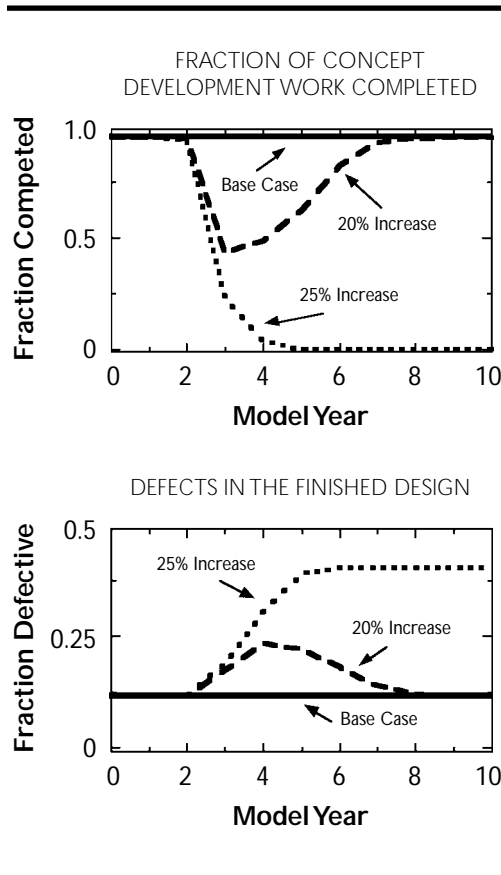 FRACTION OF CONCEPT
DEVELOPMENT WORK COMPLETED
Fraction Competed
1.0
0.5
0
Base Case
20% Increase
25% Increase
0 2 4 6 8 10
Model Year
DEFECTS IN THE FINISHED DESIGN
Fraction Defective
0.5
0.25
0
25% Increase
20% Increase
Base Case
0 2 4 6 8 10
Model Year